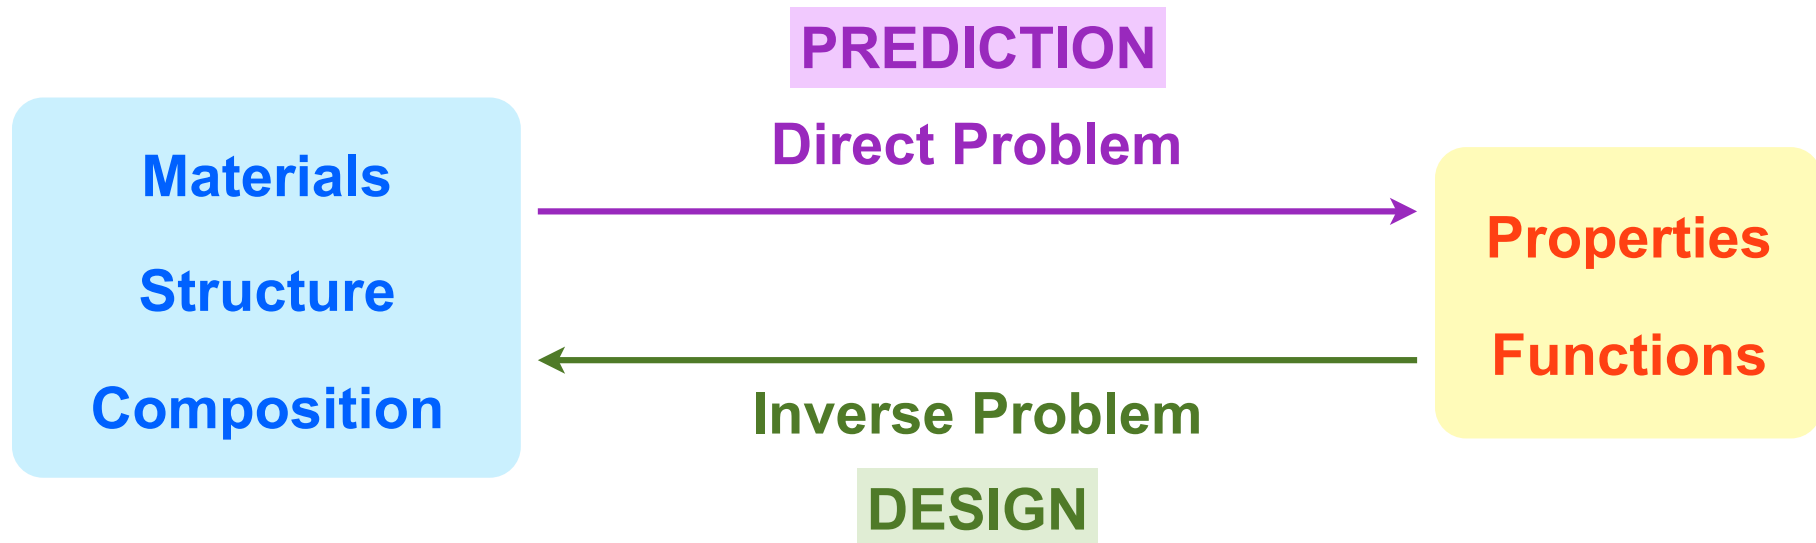 PREDICTION
Direct Problem
Materials
Structure
Composition
Properties
Functions
Inverse Problem
DESIGN